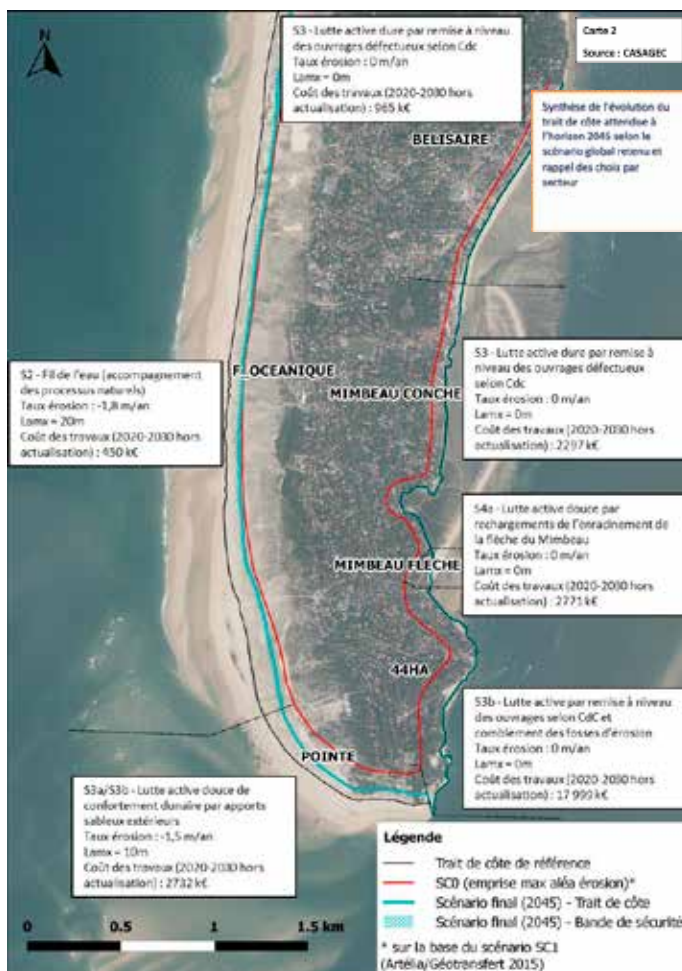 N
S3 - Lutte active dure par remise à niveau
des ouvrages défectueux selon Cdc
Taux érosion : 0 m/an
Lamx = 0m
Coût des travaux (2020-2030 hors
actualisation) : 965 k€
Carte 2
Source : CASAGEC
Synthèse de l'évolution du
trait de côte attendue à
l'horizon 2045 selon le
scénario global retenu et
rappel des choix par
secteur
BELISAIRE
S2 - Fil de l'eau (accompagnement
des processus naturels)
Taux érosion : -1,8 m/an
Lamx = 20m
Coût des travaux (2020-2030 hors
actualisation) : 450 k€
F_OCEANIQUE
MIMBEAU CONCHE
S3 - Lutte active dure par remise à
niveau des ouvrages défectueux
selon Cdc
Taux érosion : 0 m/an
Lamx = 0m
Coût des travaux (2020-2030 hors
actualisation) : 2297 k€
S4a - Lutte active douce par
rechargements de l'enracinement de
la flèche du Mimbeau
Taux érosion : 0 m/an
Lamx = 0m
Coût des travaux (2020-2030 hors
actualisation) : 2771 k€
MIMBEAU FLECHE
44HA
S3b - Lutte active par remise à niveau
des ouvrages selon CdC et
comblement des fosses d'érosion
Taux érosion : 0 m/an
Lamx = 0m
Coût des travaux (2020-2030 hors
actualisation) : 17 999 k€
POINTE
S3a/S3b - Lutte active douce de
confortement dunaire par apports
sableux extérieurs
Taux érosion : -1,5 m/an
Lamx = 10m
Coût des travaux (2020-2030 hors
actualisation) : 2732 k€
Légende
Trait de côte de référence
SC0 (emprise max aléa érosion)*
Scénario final (2045) - Trait de côte
Scénario final (2045) - Bande de sécurité
* sur la base du scénario SC1
(Artélia/Géotransfert 2015)
0 0.5 1 1.5 km